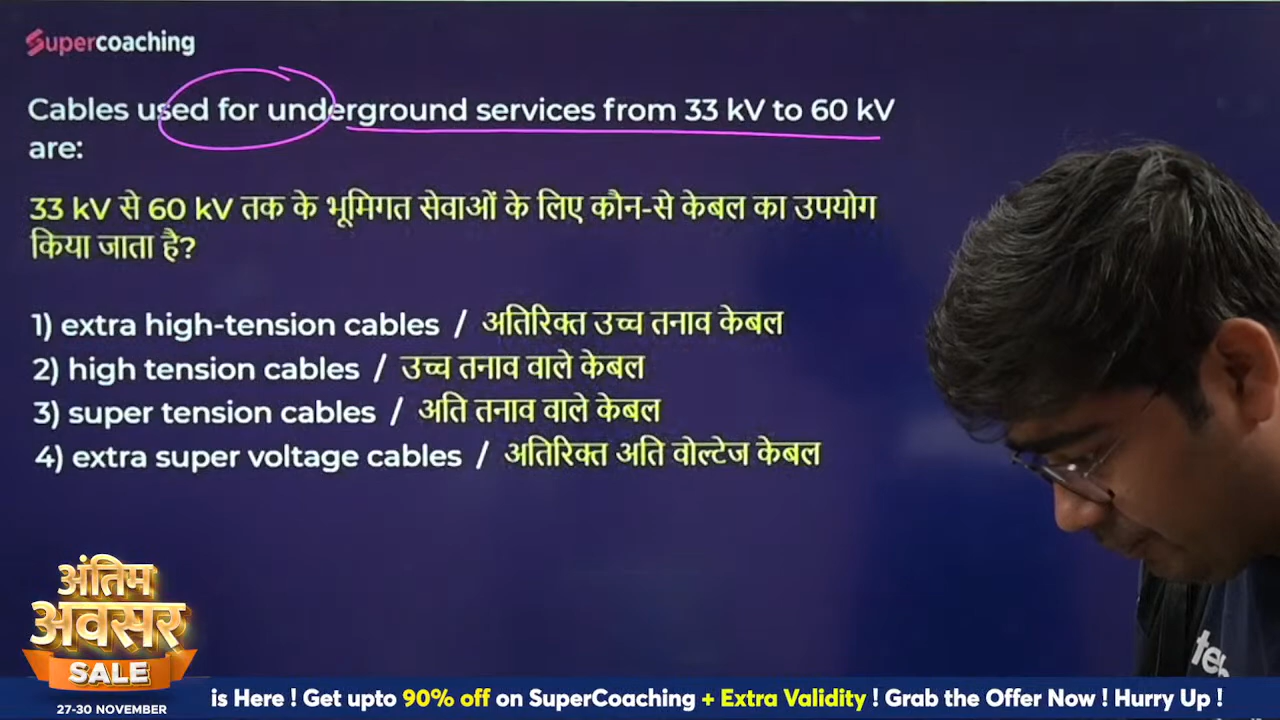 Supercoaching
Cables used for underground services from 33 kV to 60 kV
are:
33 kV से 60 kV तक के भूमिगत सेवाओं के लिए कौन-से केबल का उपयोग
किया जाता है?
1) extra high-tension cables / अतिरिक्त उच्च तनाव केबल
2) high tension cables / उच्च तनाव वाले केबल
3) super tension cables / अति तनाव वाले केबल
4) extra super voltage cables / अतिरिक्त अति वोल्टेज केबल
अंतिम
अवसर
SALE
27-30 NOVEMBER
is Here ! Get upto 90% off on SuperCoaching + Extra Validity ! Grab the Offer Now ! Hurry Up !